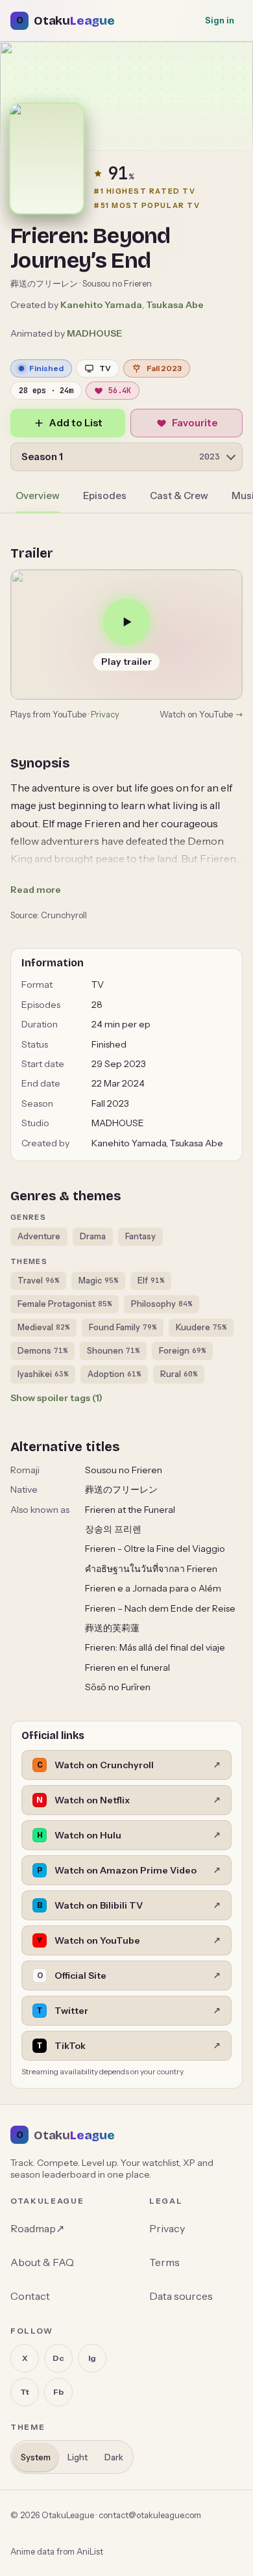 O OtakuLeague Sign in
91%
#1 HIGHEST RATED TV
#51 MOST POPULAR TV
Frieren: Beyond
Journey's End
葬送のフリーレン · Sousou no Frieren
Created by Kanehito Yamada, Tsukasa Abe
Animated by MADHOUSE
Finished TV Fall 2023
28 eps · 24m 56.4K
+ Add to List Favourite
Season 1 2023
Overview Episodes Cast & Crew Musi
Trailer
Play trailer
Plays from YouTube · Privacy Watch on YouTube →
Synopsis
The adventure is over but life goes on for an elf
mage just beginning to learn what living is all
about. Elf mage Frieren and her courageous
fellow adventurers have defeated the Demon
King and brought peace to the land. But Frieren...
Read more
Source: Crunchyroll
Information
Format TV
Episodes 28
Duration 24 min per ep
Status Finished
Start date 29 Sep 2023
End date 22 Mar 2024
Season Fall 2023
Studio MADHOUSE
Created by Kanehito Yamada, Tsukasa Abe
Genres & themes
GENRES
Adventure Drama Fantasy
THEMES
Travel 96% Magic 95% Elf 91%
Female Protagonist 85% Philosophy 84%
Medieval 82% Found Family 79% Kuudere 75%
Demons 71% Shounen 71% Foreign 69%
Iyashikei 63% Adoption 61% Rural 60%
Show spoiler tags (1)
Alternative titles
Romaji Sousou no Frieren
Native 葬送のフリーレン
Also known as Frieren at the Funeral
장송의 프리렌
Frieren - Oltre la Fine del Viaggio
คำอธิษฐานในวันที่จากลา Frieren
Frieren e a Jornada para o Além
Frieren – Nach dem Ende der Reise
葬送的芙莉蓮
Frieren: Más allá del final del viaje
Frieren en el funeral
Sōsō no Furīren
Official links
C Watch on Crunchyroll ↗
N Watch on Netflix ↗
H Watch on Hulu ↗
P Watch on Amazon Prime Video ↗
B Watch on Bilibili TV ↗
Y Watch on YouTube ↗
O Official Site ↗
T Twitter ↗
T TikTok ↗
Streaming availability depends on your country.
O OtakuLeague
Track. Compete. Level up. Your watchlist, XP and
season leaderboard in one place.
OTAKULEAGUE LEGAL
Roadmap↗ Privacy
About & FAQ Terms
Contact Data sources
FOLLOW
X Dc Ig
Tt Fb
THEME
System Light Dark
© 2026 OtakuLeague · contact@otakuleague.com
Anime data from AniList